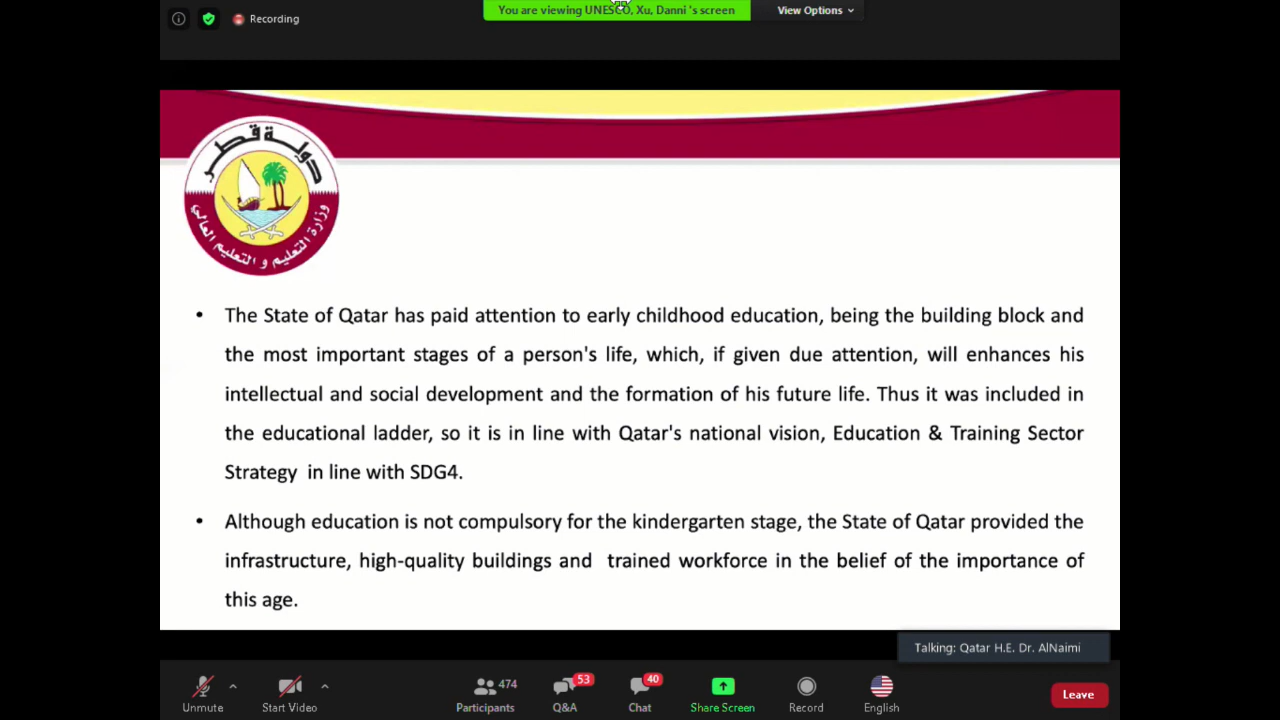 You are viewing UNESCO, Xu, Danni 's screen
View Options
Recording
دولة قطر
وزارة التعليم و التعليم العالي
• The State of Qatar has paid attention to early childhood education, being the building block and
the most important stages of a person's life, which, if given due attention, will enhances his
intellectual and social development and the formation of his future life. Thus it was included in
the educational ladder, so it is in line with Qatar's national vision, Education & Training Sector
Strategy in line with SDG4.
• Although education is not compulsory for the kindergarten stage, the State of Qatar provided the
infrastructure, high-quality buildings and trained workforce in the belief of the importance of
this age.
Talking: Qatar H.E. Dr. AlNaimi
474
53
40
Unmute
Start Video
Participants
Q&A
Chat
Share Screen
Record
English
Leave